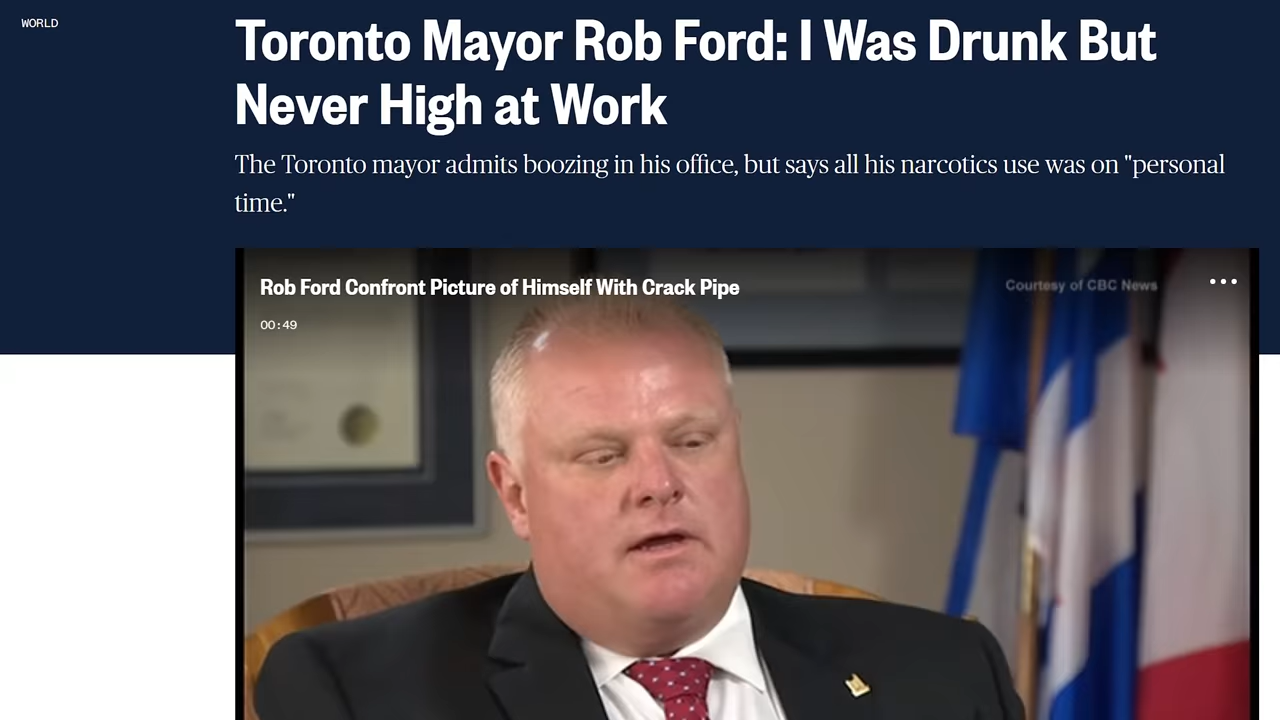 WORLD
Toronto Mayor Rob Ford: I Was Drunk But
Never High at Work
The Toronto mayor admits boozing in his office, but says all his narcotics use was on "personal
time."
Rob Ford Confront Picture of Himself With Crack Pipe
Courtesy of CBC News
00:49